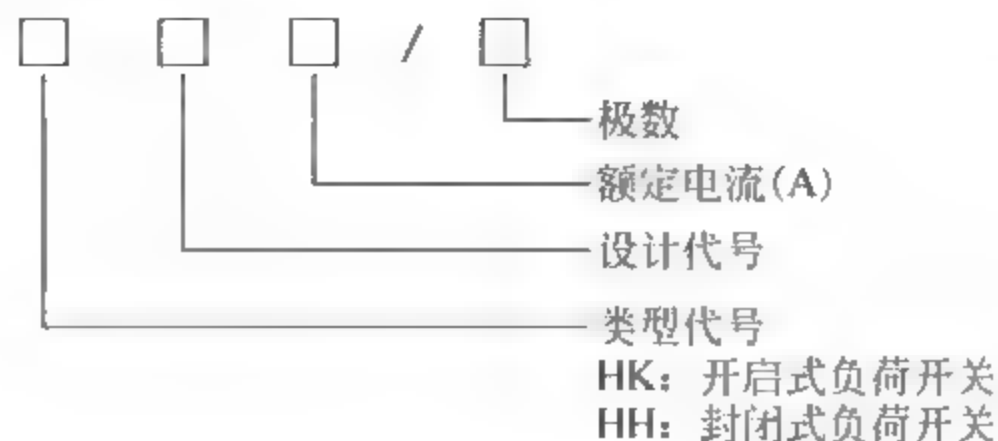 □ □ □ / □
极数
额定电流(A)
设计代号
类型代号
HK: 开启式负荷开关
HH: 封闭式负荷开关